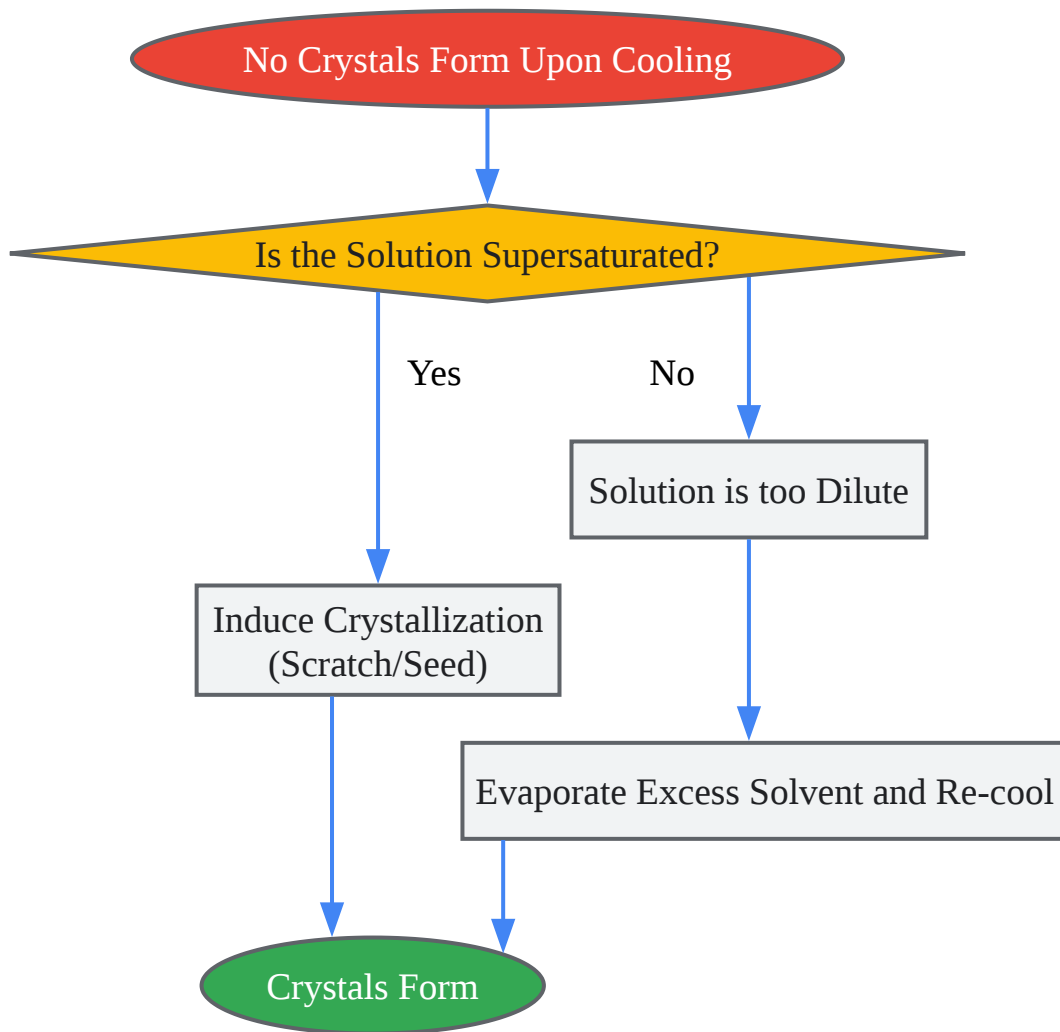 No Crystals Form Upon Cooling
Is the Solution Supersaturated?
Yes
No
Solution is too Dilute
Induce Crystallization
(Scratch/Seed)
Evaporate Excess Solvent and Re-cool
Crystals Form